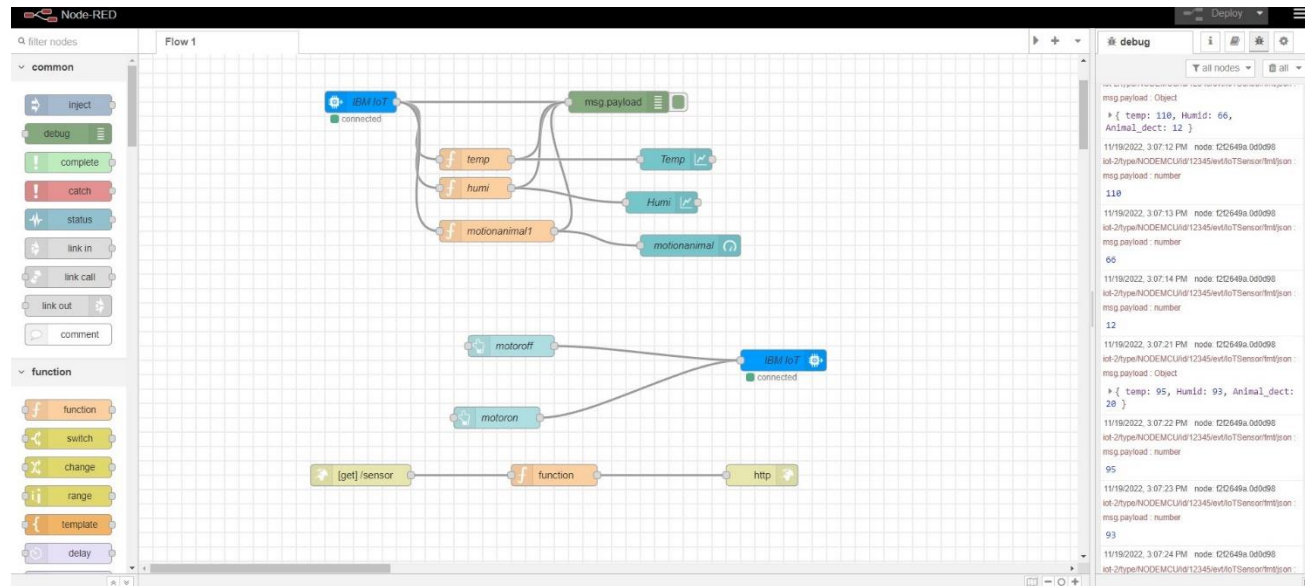 Node-RED
Deploy
filter nodes
Flow 1
debug
i
all nodes
all
common
inject
debug
complete
catch
status
link in
link call
link out
comment
function
function
switch
change
range
template
delay
IBM IoT
connected
msg.payload
temp
Temp
humi
Humi
motionanimal1
motionanimal
motoroff
IBM IoT
connected
motoron
[get] /sensor
function
http
msg.payload : Object
{ temp: 110, Humid: 66,
Animal_dect: 12 }
11/19/2022, 3:07:12 PM node: f2f2649a.0d0d98
iot-2/type/NODEMCU/id/12345/evt/IoTSensor/fmt/json :
msg.payload : number
110
11/19/2022, 3:07:13 PM node: f2f2649a.0d0d98
iot-2/type/NODEMCU/id/12345/evt/IoTSensor/fmt/json :
msg.payload : number
66
11/19/2022, 3:07:14 PM node: f2f2649a.0d0d98
iot-2/type/NODEMCU/id/12345/evt/IoTSensor/fmt/json :
msg.payload : number
12
11/19/2022, 3:07:21 PM node: f2f2649a.0d0d98
iot-2/type/NODEMCU/id/12345/evt/IoTSensor/fmt/json :
msg.payload : Object
{ temp: 95, Humid: 93, Animal_dect:
20 }
11/19/2022, 3:07:22 PM node: f2f2649a.0d0d98
iot-2/type/NODEMCU/id/12345/evt/IoTSensor/fmt/json :
msg.payload : number
95
11/19/2022, 3:07:23 PM node: f2f2649a.0d0d98
iot-2/type/NODEMCU/id/12345/evt/IoTSensor/fmt/json :
msg.payload : number
93
11/19/2022, 3:07:24 PM node: f2f2649a.0d0d98
iot-2/type/NODEMCU/id/12345/evt/IoTSensor/fmt/json :